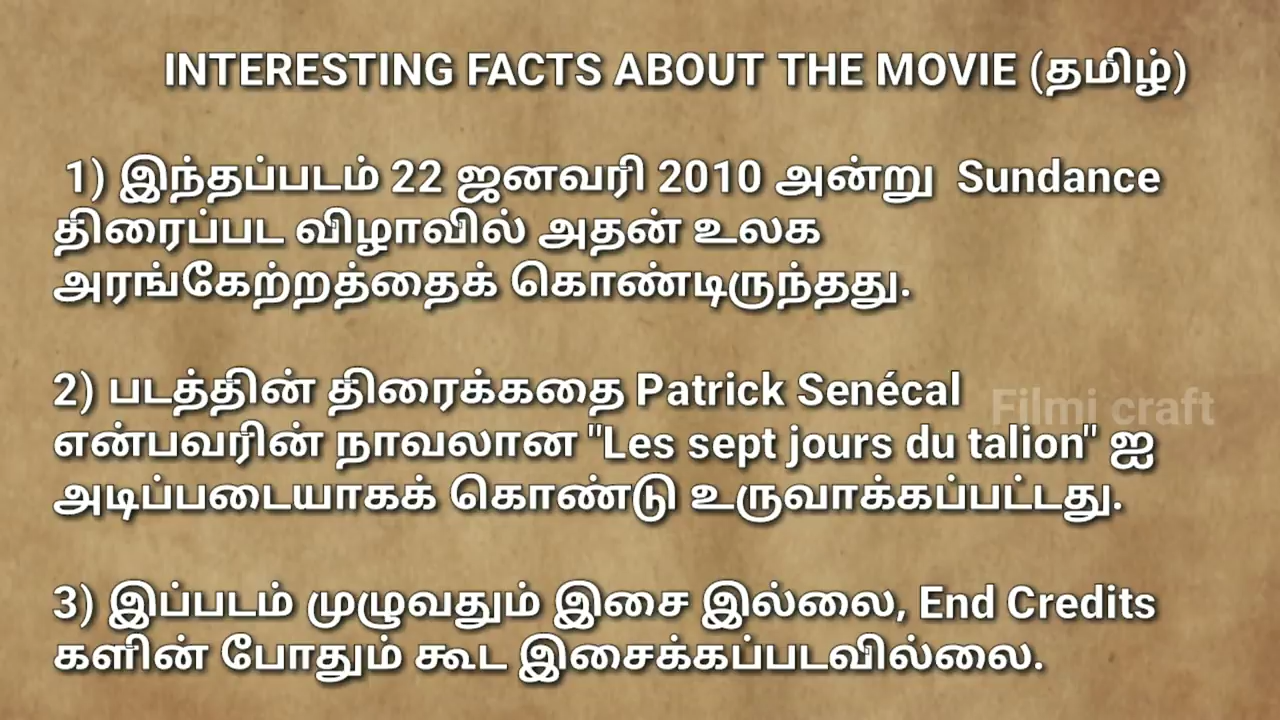 INTERESTING FACTS ABOUT THE MOVIE (தமிழ்)
1) இந்தப்படம் 22 ஜனவரி 2010 அன்று Sundance
திரைப்பட விழாவில் அதன் உலக
அரங்கேற்றத்தைக் கொண்டிருந்தது.
2) படத்தின் திரைக்கதை Patrick Senécal
Filmi craft
என்பவரின் நாவலான "Les sept jours du talion" ஐ
அடிப்படையாகக் கொண்டு உருவாக்கப்பட்டது.
3) இப்படம் முழுவதும் இசை இல்லை, End Credits
களின் போதும் கூட இசைக்கப்படவில்லை.